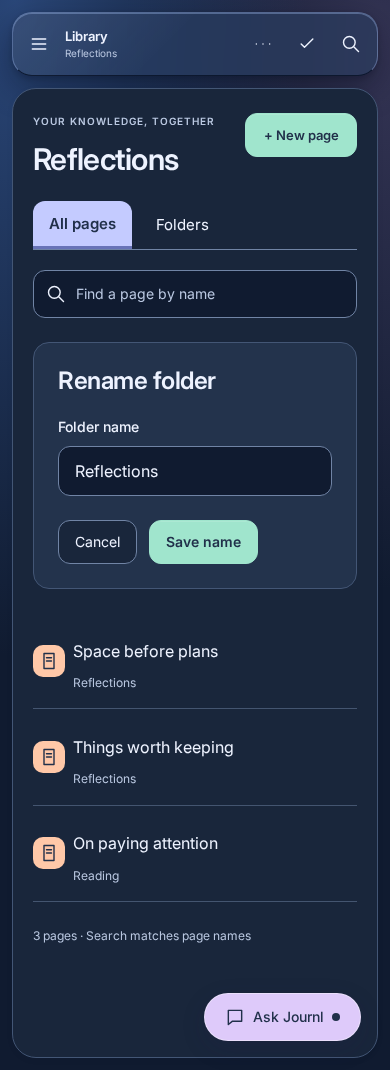 Library
Reflections
...
YOUR KNOWLEDGE, TOGETHER
+ New page
Reflections
All pages
Folders
Find a page by name
Rename folder
Folder name
Reflections
Cancel
Save name
Space before plans
Reflections
Things worth keeping
Reflections
On paying attention
Reading
3 pages · Search matches page names
Ask Journl